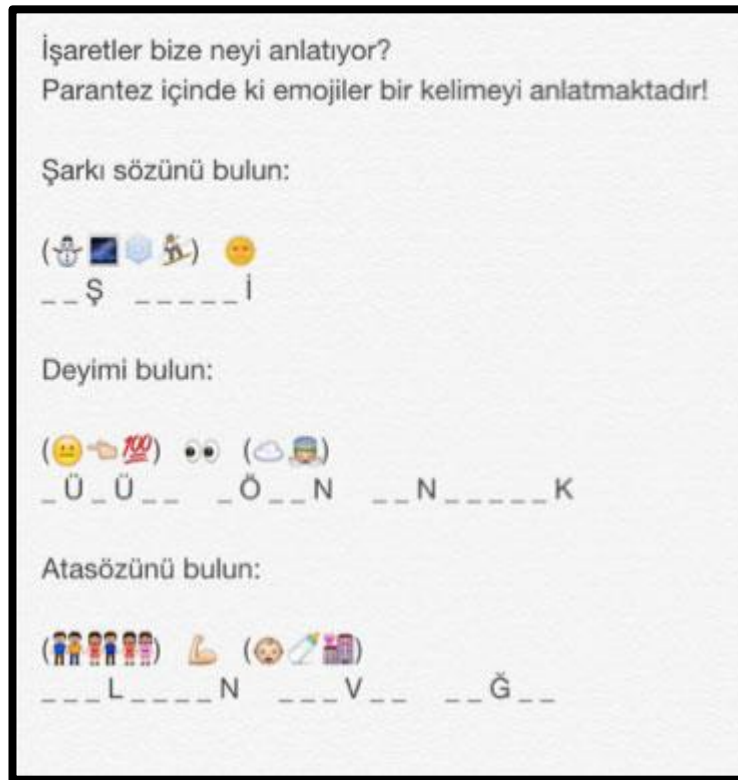 İşaretler bize neyi anlatıyor?
Parantez içinde ki emojiler bir kelimeyi anlatmaktadır!
Şarkı sözünü bulun:
(⛄🌌❄️🏂) 😶
_ _ Ş _ _ _ _ _ İ
Deyimi bulun:
(😐👈💯) 👀 (☁️👳)
_ Ü _ Ü _ _ _ Ö _ _ N _ _ N _ _ _ _ _ K
Atasözünü bulun:
(👬👫👭) 💪 (👶🍼🏩)
_ _ _ L _ _ _ _ N _ _ _ V _ _ _ _ Ğ _ _